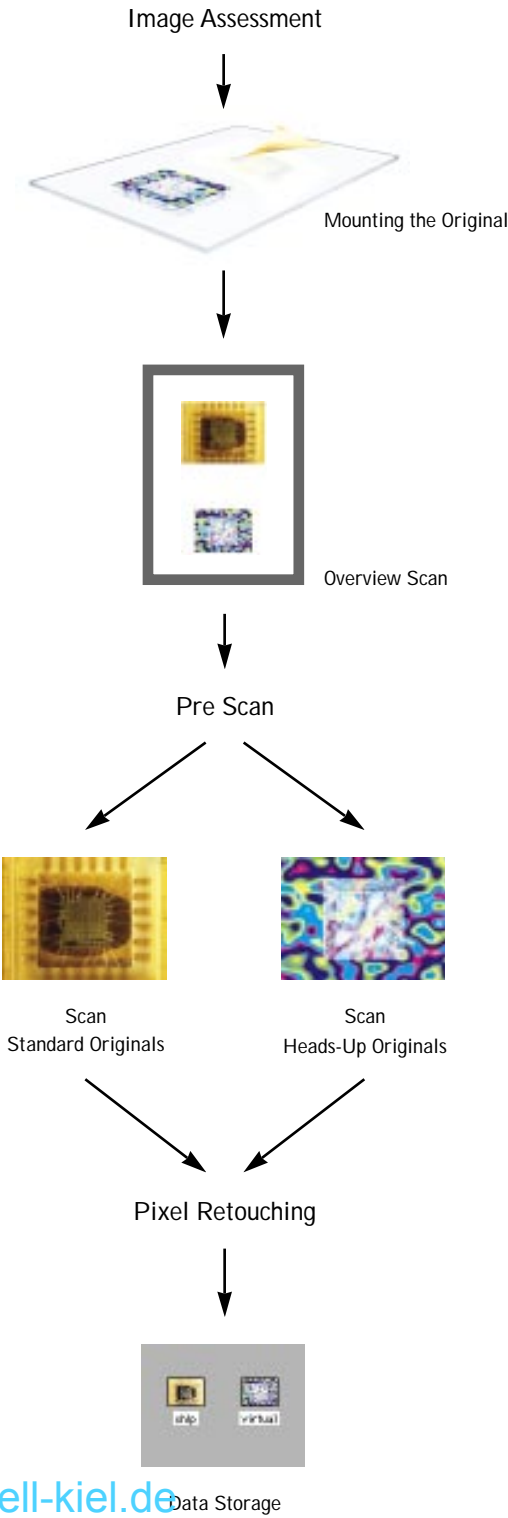 Image Assessment
Mounting the Original
Overview Scan
Pre Scan
Scan
Standard Originals
Scan
Heads-Up Originals
Pixel Retouching
chip
virtual
ell-kiel.de
Data Storage